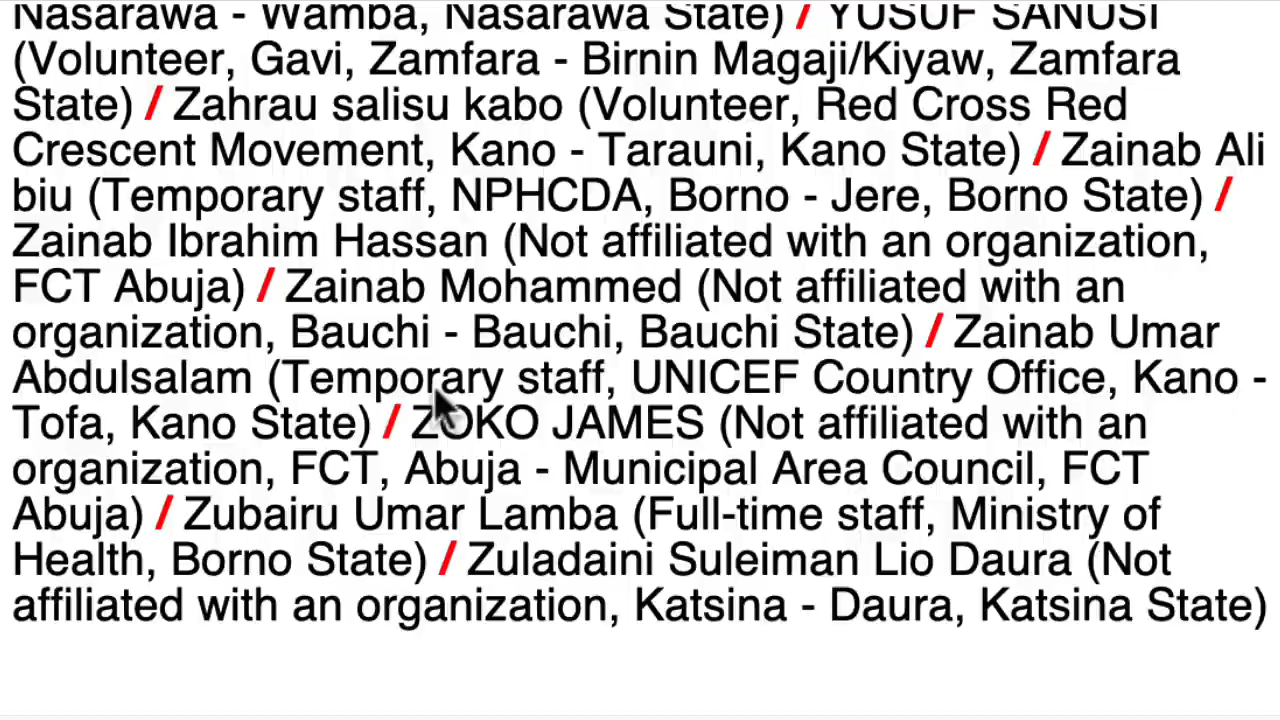 Nasarawa - Wamba, Nasarawa State) / YUSUF SANUSI
(Volunteer, Gavi, Zamfara - Birnin Magaji/Kiyaw, Zamfara
State) / Zahrau salisu kabo (Volunteer, Red Cross Red
Crescent Movement, Kano - Tarauni, Kano State) / Zainab Ali
biu (Temporary staff, NPHCDA, Borno - Jere, Borno State) /
Zainab Ibrahim Hassan (Not affiliated with an organization,
FCT Abuja) / Zainab Mohammed (Not affiliated with an
organization, Bauchi - Bauchi, Bauchi State) / Zainab Umar
Abdulsalam (Temporary staff, UNICEF Country Office, Kano -
Tofa, Kano State) / ZOKO JAMES (Not affiliated with an
organization, FCT, Abuja - Municipal Area Council, FCT
Abuja) / Zubairu Umar Lamba (Full-time staff, Ministry of
Health, Borno State) / Zuladaini Suleiman Lio Daura (Not
affiliated with an organization, Katsina - Daura, Katsina State)